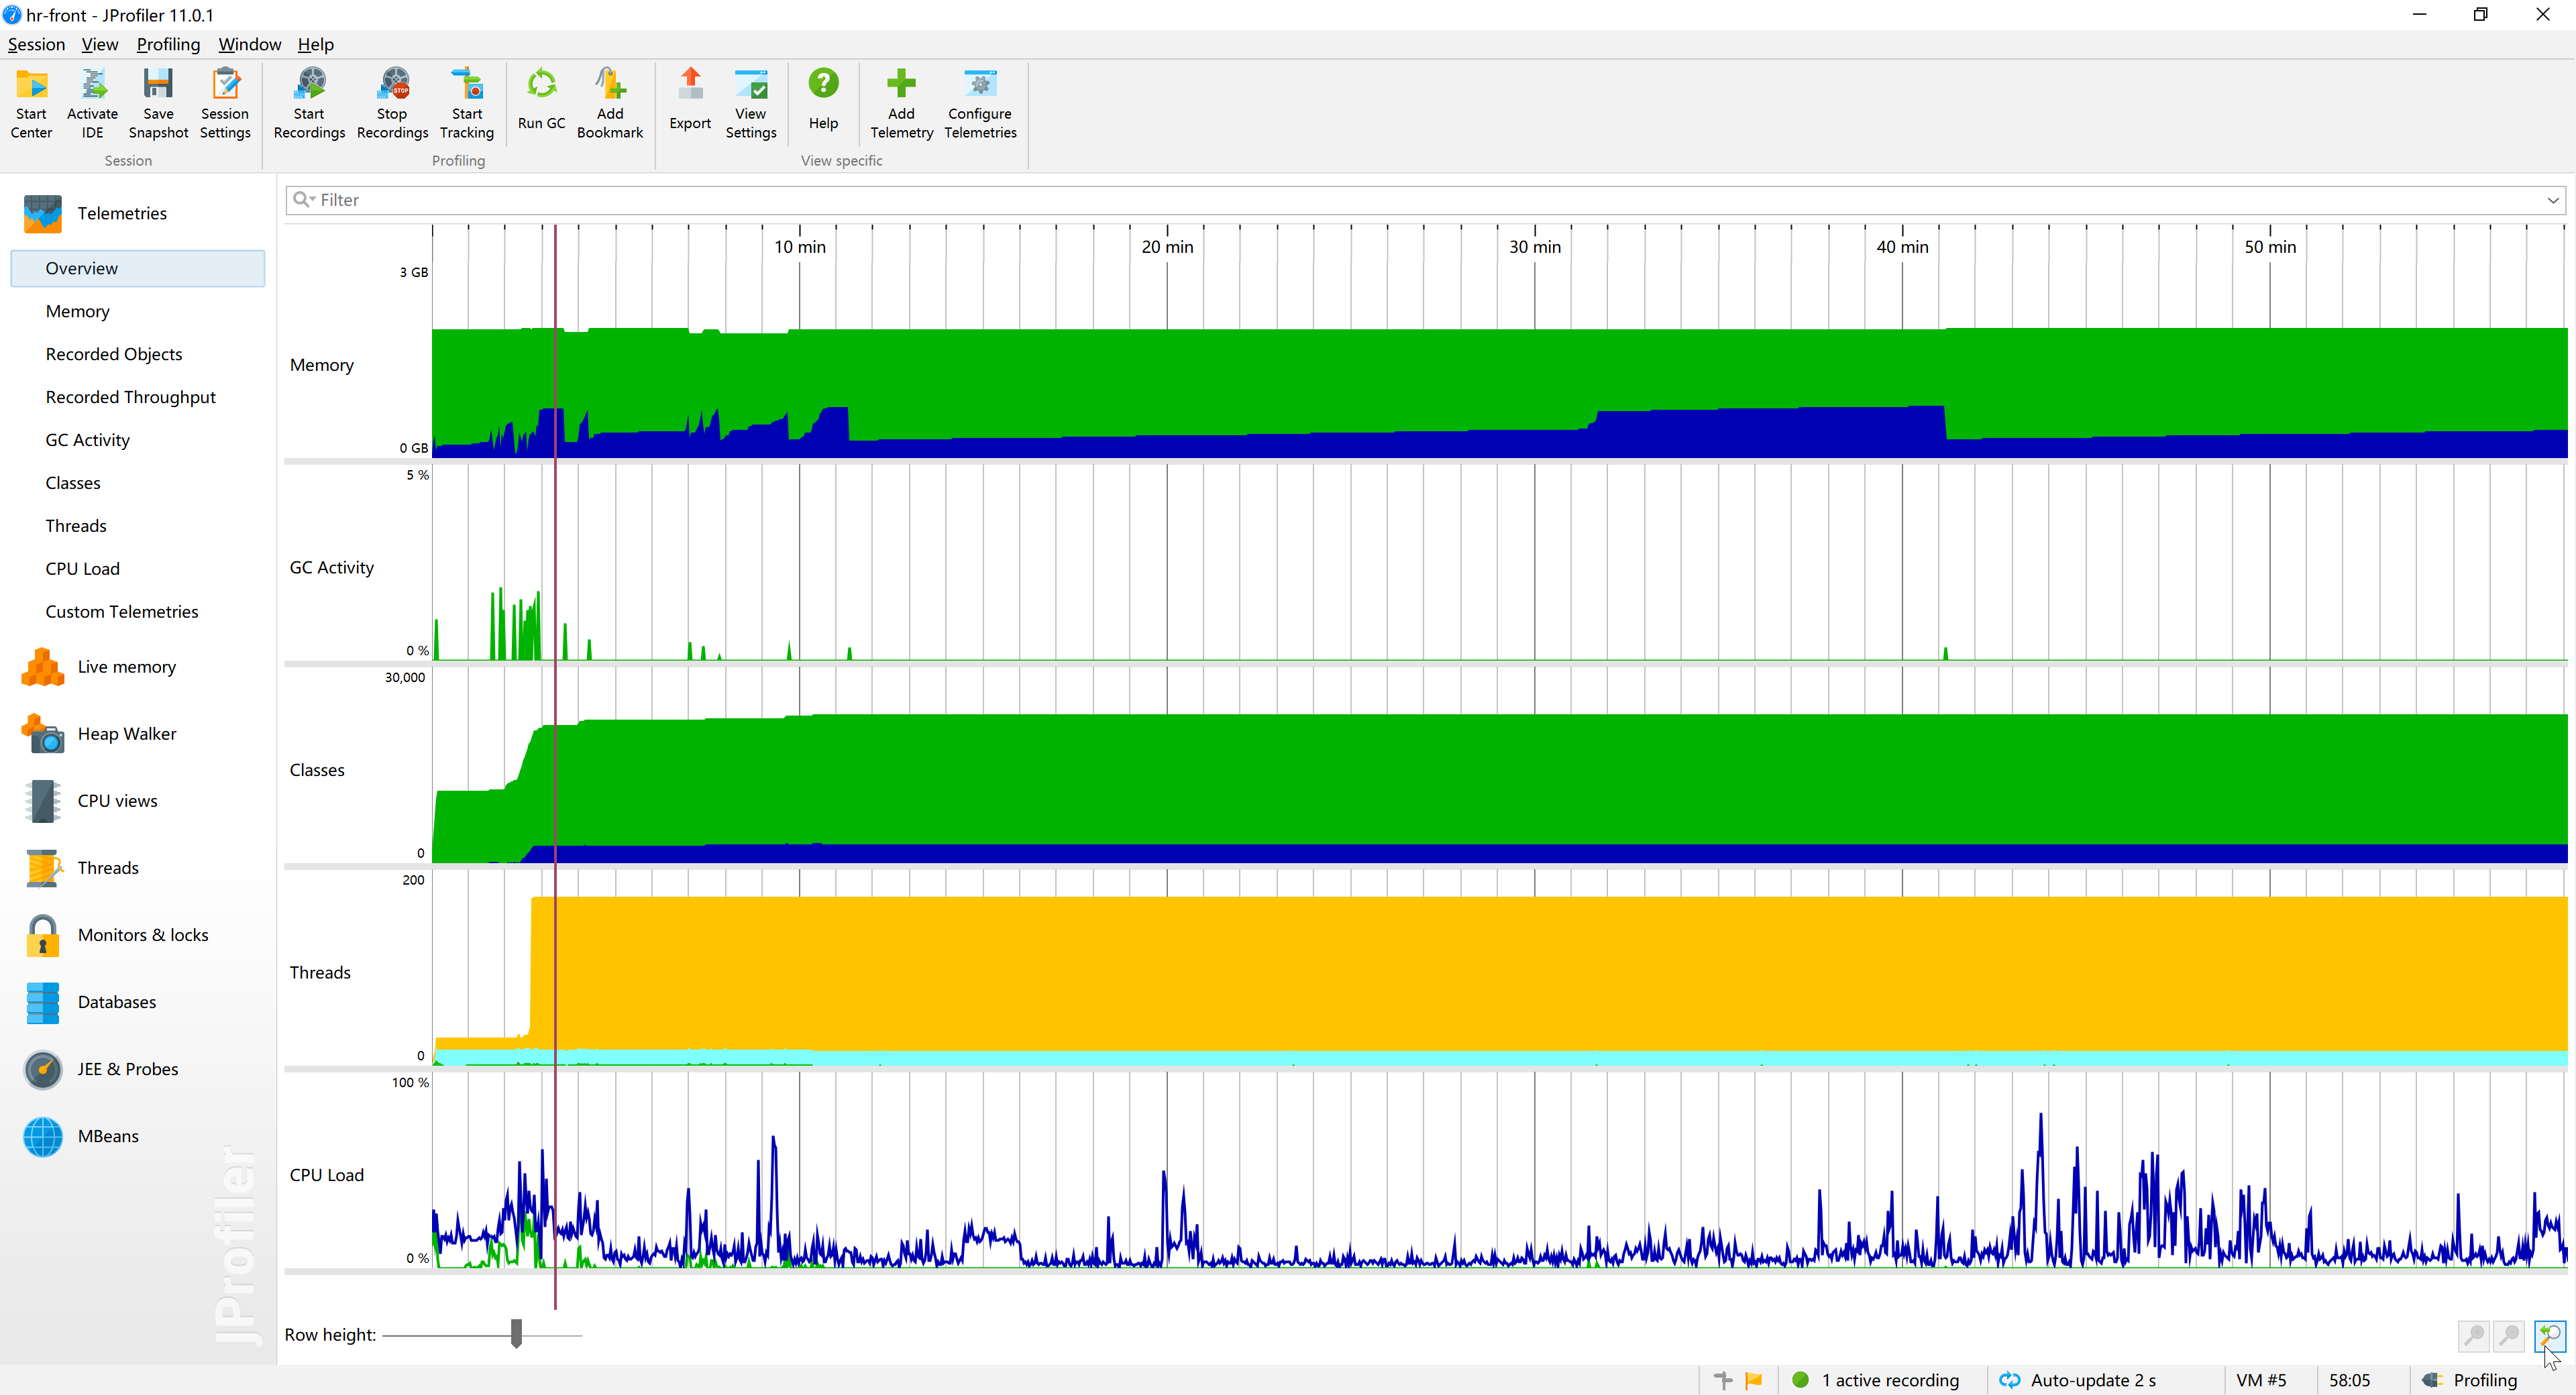 hr-front - JProfiler 11.0.1
Session View Profiling Window Help
Start Center
Activate IDE
Save Snapshot
Session Settings
Start Recordings
Stop Recordings
Start Tracking
Run GC
Add Bookmark
Export
View Settings
Help
Add Telemetry
Configure Telemetries
Session
Profiling
View specific
Telemetries
Overview
Memory
Recorded Objects
Recorded Throughput
GC Activity
Classes
Threads
CPU Load
Custom Telemetries
Live memory
Heap Walker
CPU views
Threads
Monitors & locks
Databases
JEE & Probes
MBeans
JProfiler
Filter
10 min 20 min 30 min 40 min 50 min
3 GB
Memory
0 GB
5 %
GC Activity
0 %
30,000
Classes
0
200
Threads
0
100 %
CPU Load
0 %
Row height:
1 active recording Auto-update 2 s VM #5 58:05 Profiling